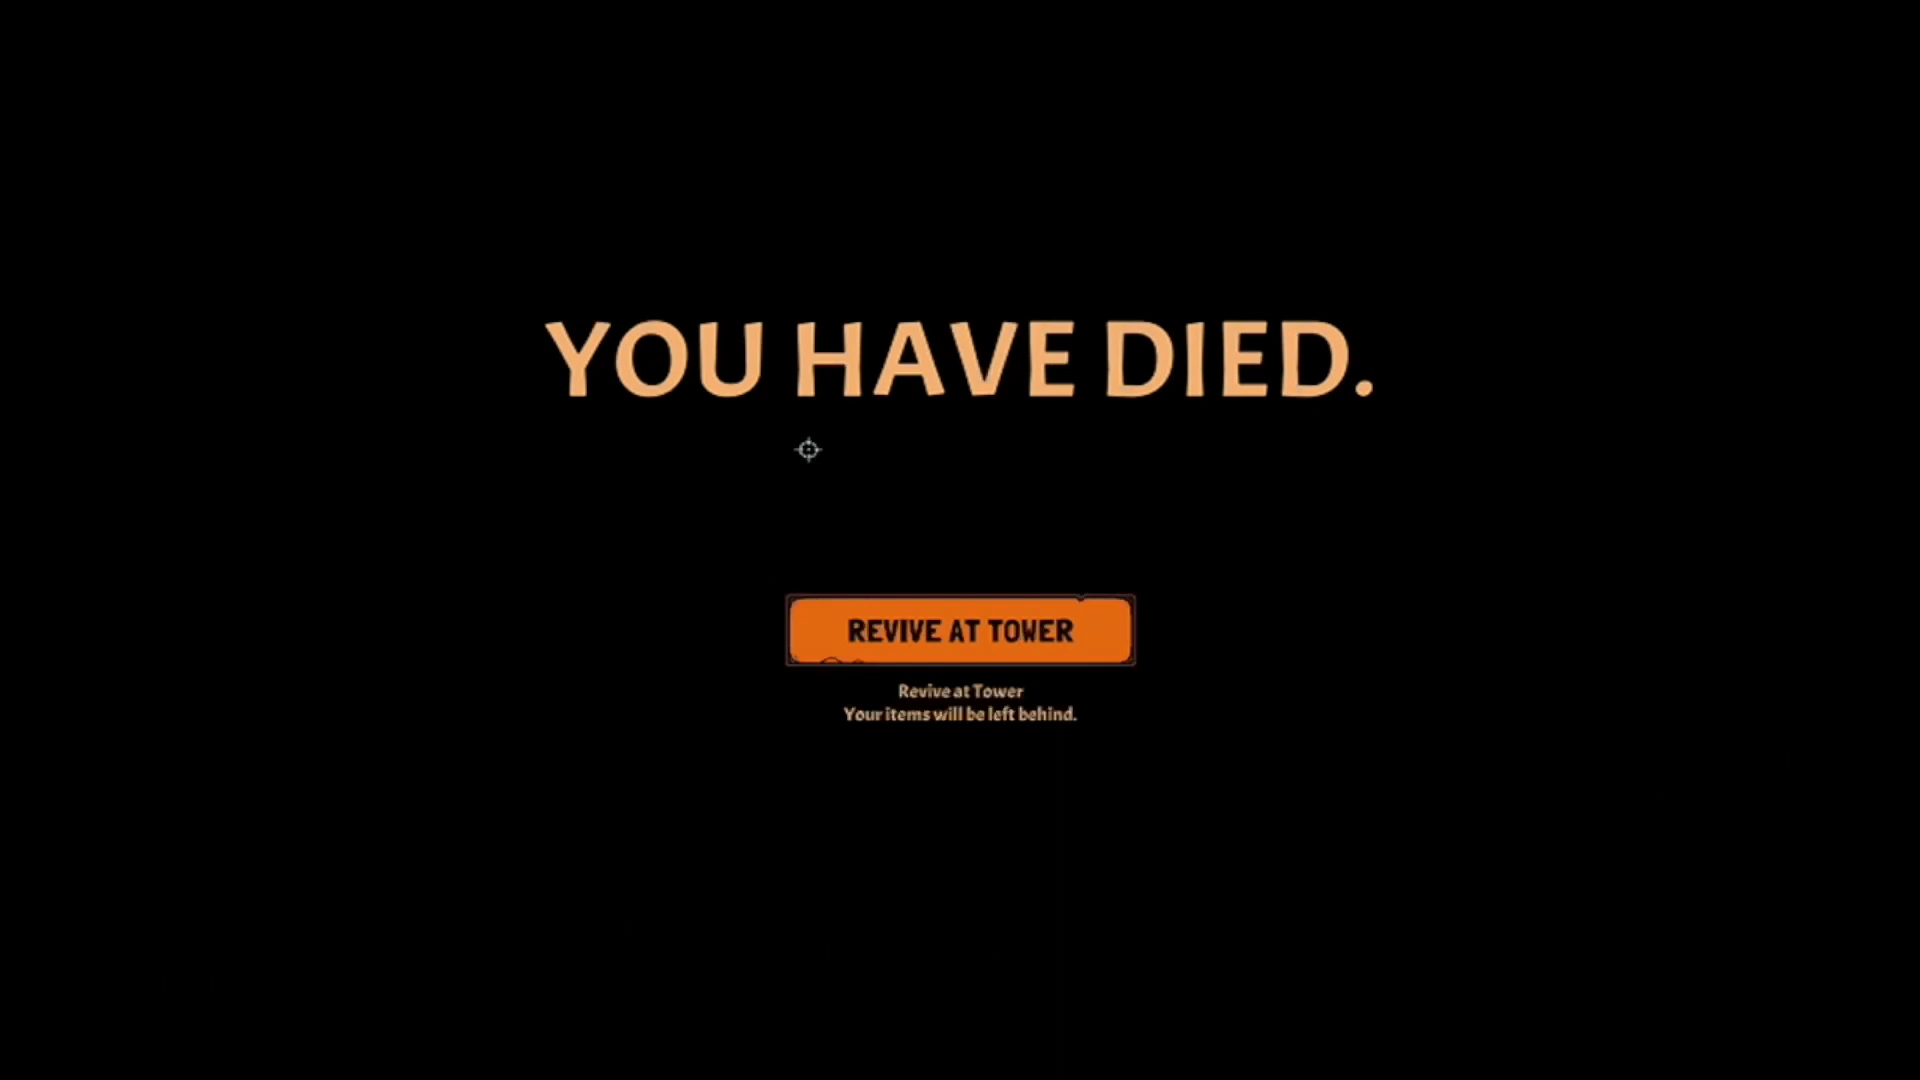 YOU HAVE DIED.
REVIVE AT TOWER
Revive at Tower
Your items will be left behind.